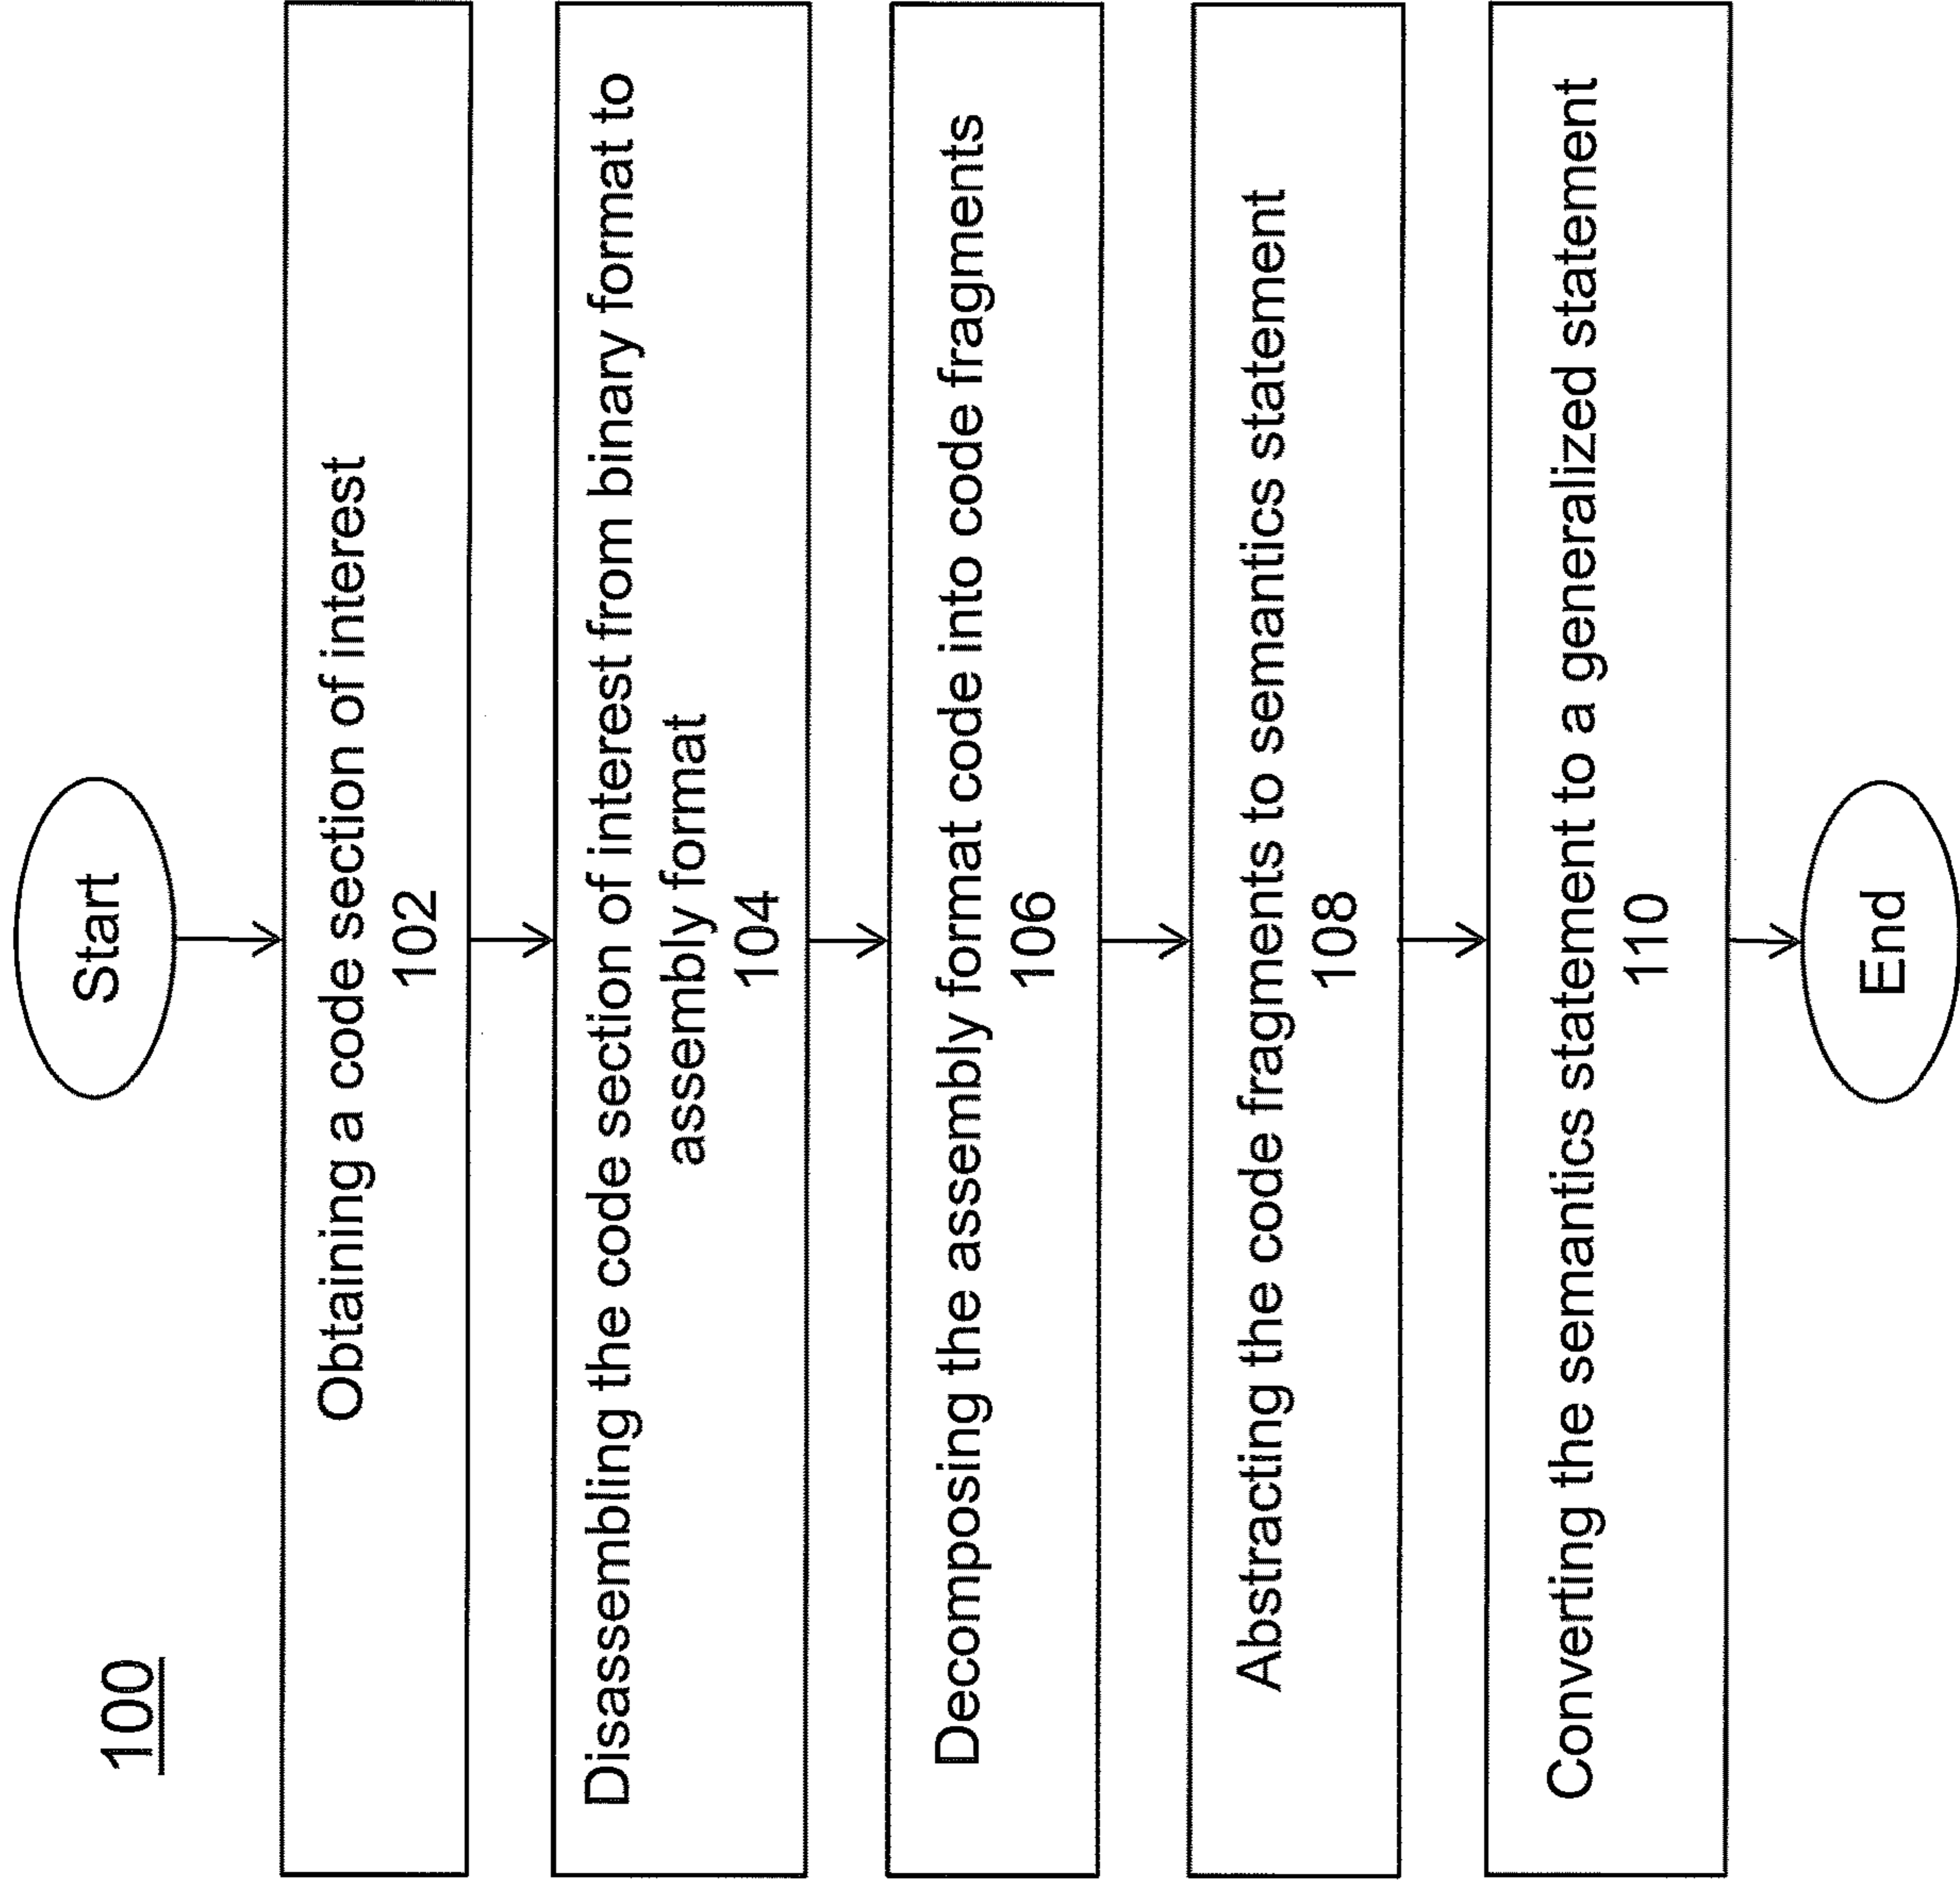 100
Start
Obtaining a code section of interest
102
Disassembling the code section of interest from binary format to
assembly format
104
Decomposing the assembly format code into code fragments
106
Abstracting the code fragments to semantics statement
108
Converting the semantics statement to a generalized statement
110
End